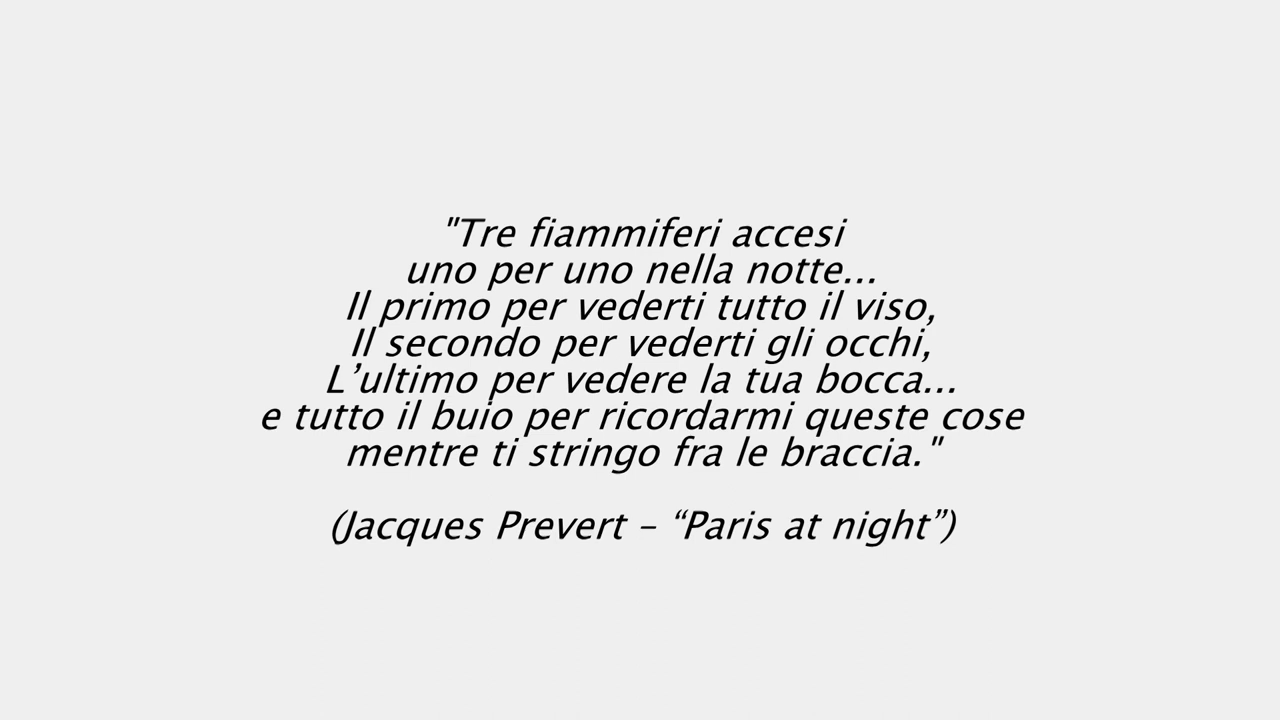 "Tre fiammiferi accesi
uno per uno nella notte...
Il primo per vederti tutto il viso,
Il secondo per vederti gli occhi,
L’ultimo per vedere la tua bocca...
e tutto il buio per ricordarmi queste cose
mentre ti stringo fra le braccia."
(Jacques Prevert – “Paris at night”)